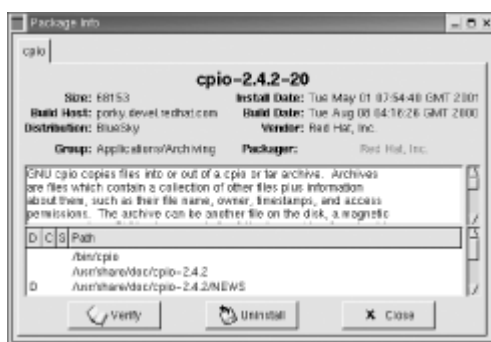 Package Info
cpio
cpio-2.4.2-20
Size: 68153
Install Date: Tue May 01 07:54:40 GMT 2001
Build Host: porky.devel.redhat.com
Build Date: Tue Aug 08 04:16:26 GMT 2000
Distribution: BlueSky
Vendor: Red Hat, Inc.
Group: Applications/Archiving
Packager: Red Hat, Inc.
GNU cpio copies files into or out of a cpio or tar archive. Archives
are files which contain a collection of other files plus information
about them, such as their file name, owner, timestamps, and access
permissions. The archive can be another file on the disk, a magnetic
D C S Path
/bin/cpio
/usr/share/doc/cpio-2.4.2
D /usr/share/doc/cpio-2.4.2/NEWS
Verify
Uninstall
Close